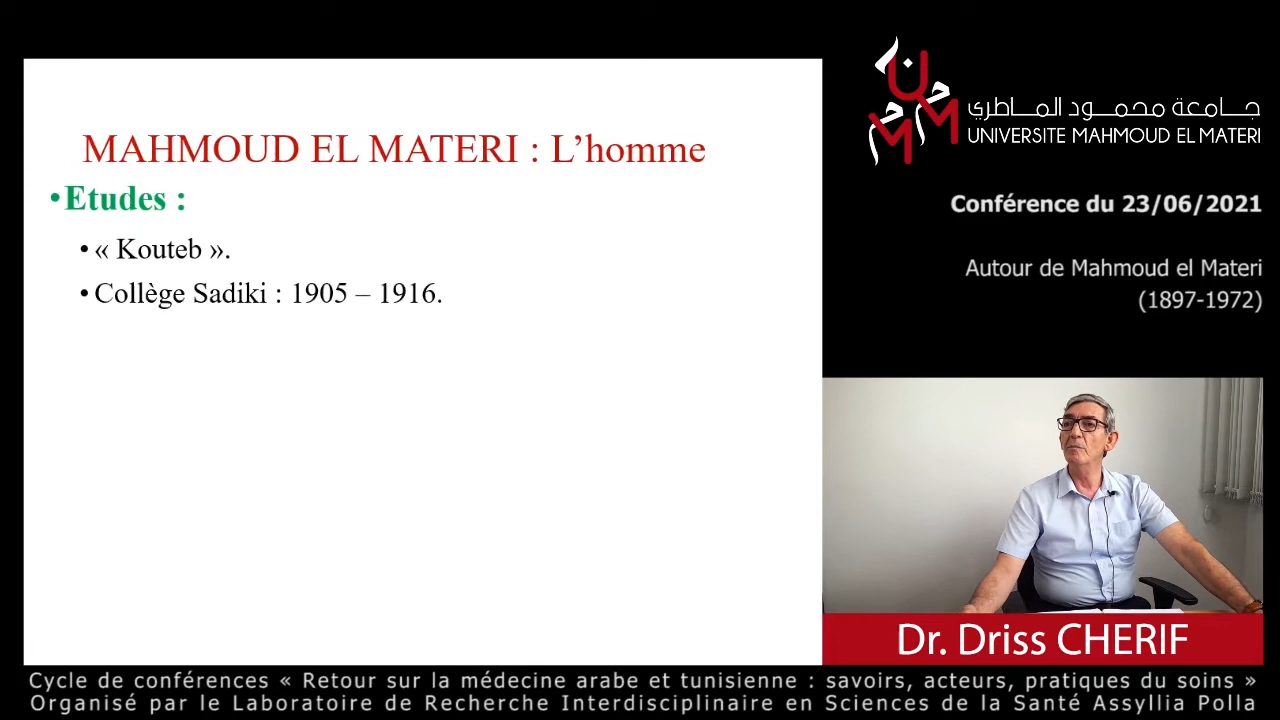 MAHMOUD EL MATERI : L’homme
•Etudes :
• « Kouteb ».
• Collège Sadiki : 1905 – 1916.
جامعة محمود الماطري
UNIVERSITE MAHMOUD EL MATERI
Conférence du 23/06/2021
Autour de Mahmoud el Materi
(1897-1972)
Dr. Driss CHERIF
Cycle de conférences « Retour sur la médecine arabe et tunisienne : savoirs, acteurs, pratiques du soins »
Organisé par le Laboratoire de Recherche Interdisciplinaire en Sciences de la Santé Assyllia Polla